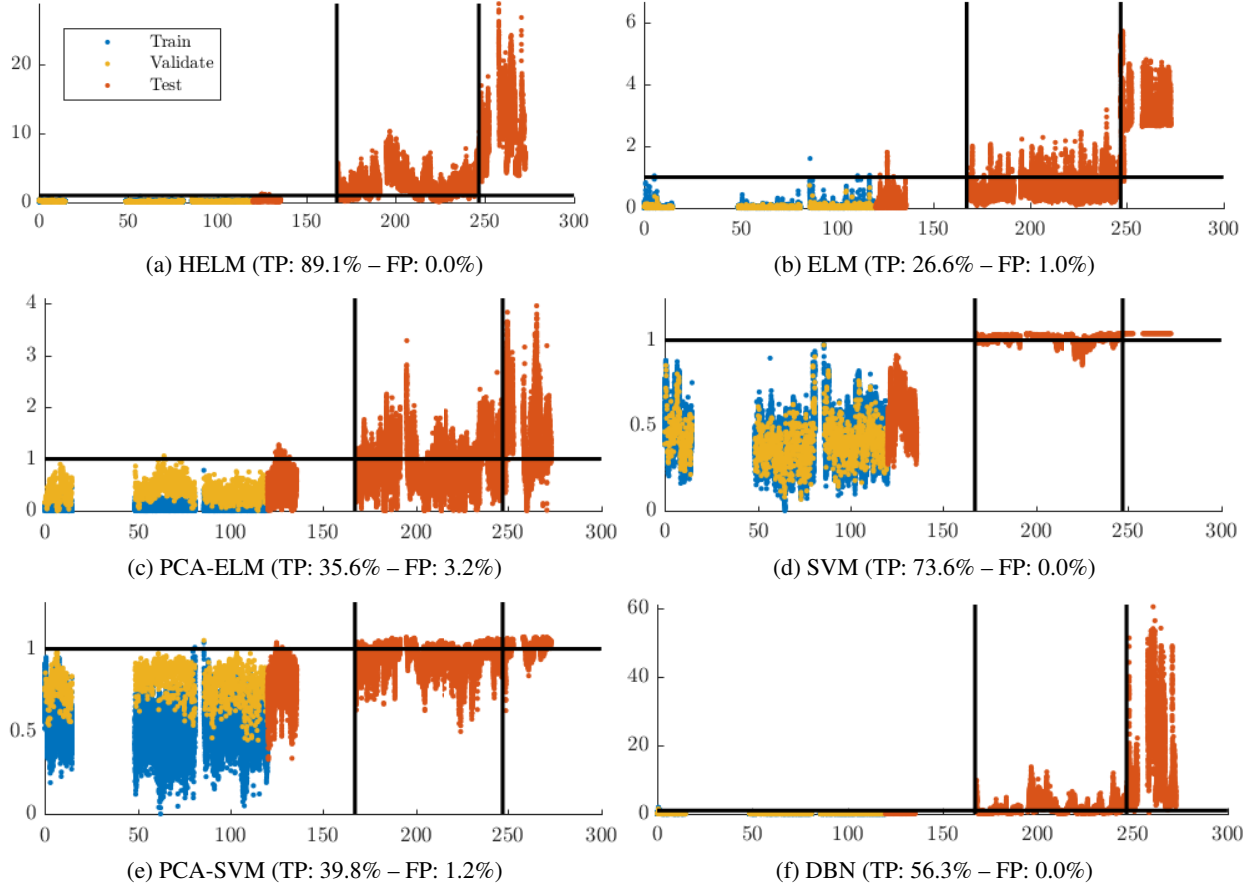 Train
Validate
Test
20
10
0
0 50 100 150 200 250 300
(a) HELM (TP: 89.1% – FP: 0.0%)
6
4
2
0
0 50 100 150 200 250 300
(b) ELM (TP: 26.6% – FP: 1.0%)
4
3
2
1
0
0 50 100 150 200 250 300
(c) PCA-ELM (TP: 35.6% – FP: 3.2%)
1
0.5
0
0 50 100 150 200 250 300
(d) SVM (TP: 73.6% – FP: 0.0%)
1
0.5
0
0 50 100 150 200 250 300
(e) PCA-SVM (TP: 39.8% – FP: 1.2%)
60
40
20
0
0 50 100 150 200 250 300
(f) DBN (TP: 56.3% – FP: 0.0%)